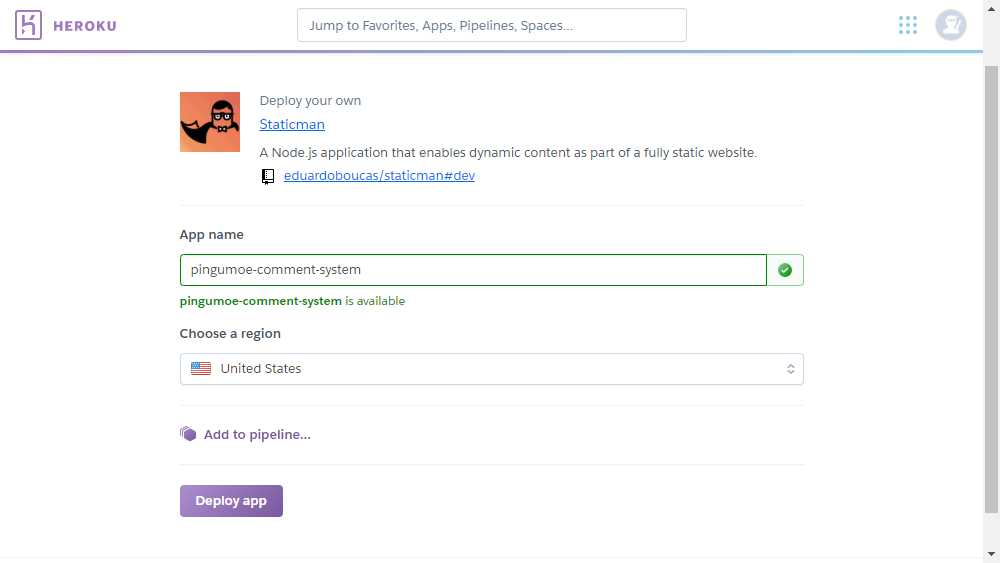 HEROKU
Jump to Favorites, Apps, Pipelines, Spaces...
Deploy your own
Staticman
A Node.js application that enables dynamic content as part of a fully static website.
eduardoboucas/staticman#dev
App name
pingumoe-comment-system
pingumoe-comment-system is available
Choose a region
United States
Add to pipeline...
Deploy app